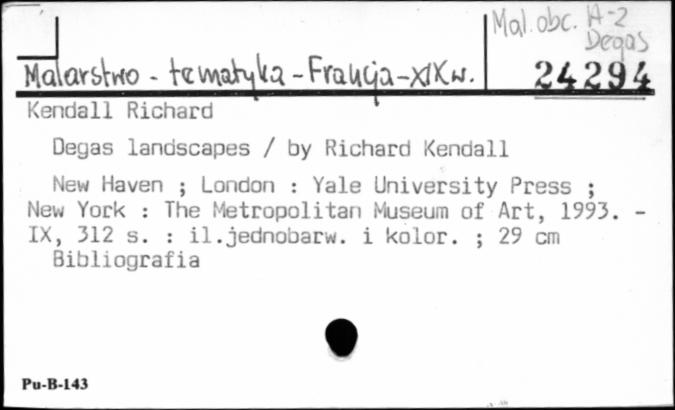 Mal. obc. A-2
Degas
Malarstwo - tematyka - Francja - XIX w.
24294
Kendall Richard
Degas landscapes / by Richard Kendall
New Haven ; London : Yale University Press ;
New York : The Metropolitan Museum of Art, 1993. -
IX, 312 s. : il.jednobarw. i kolor. ; 29 cm
Bibliografia
Pu-B-143